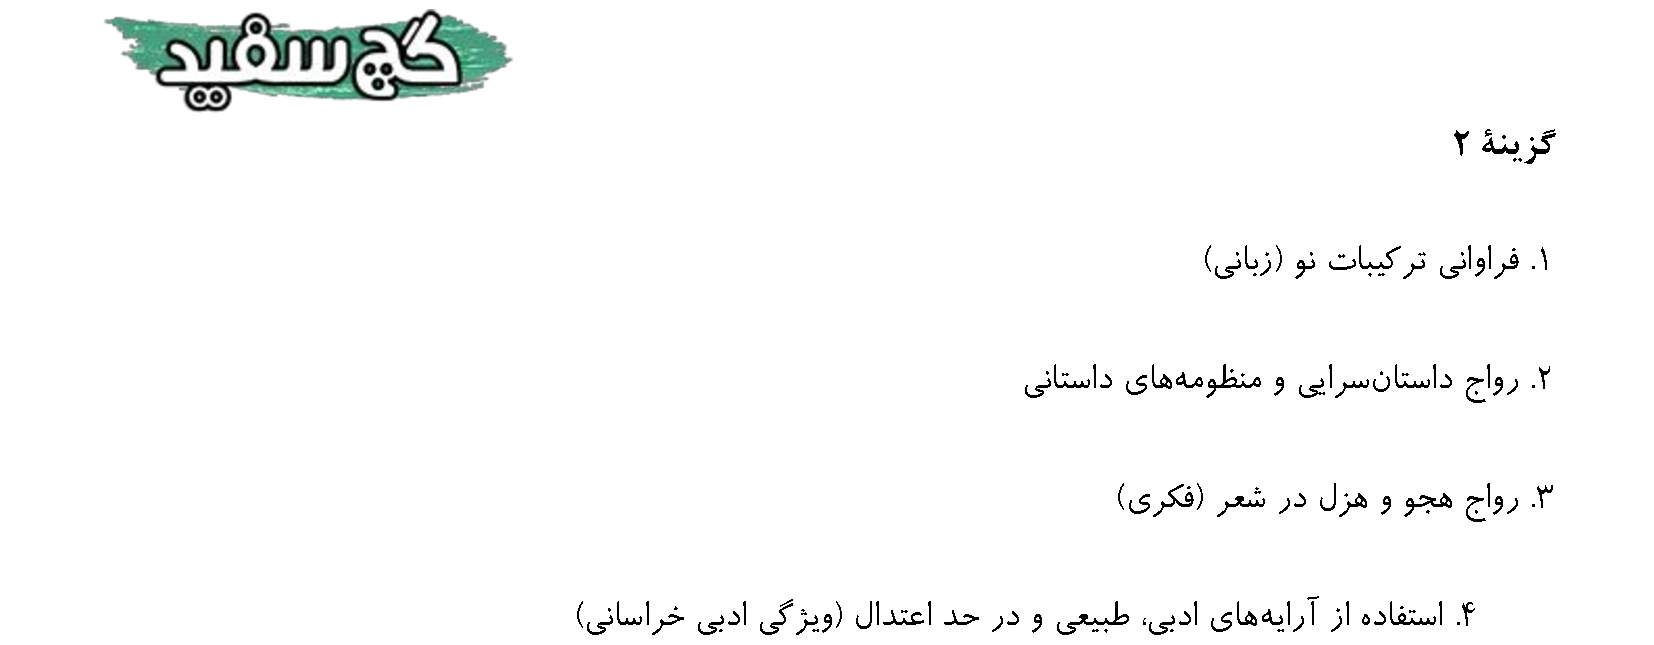 گچ سفید
گزینهٔ ۲
۱. فراوانی ترکیبات نو (زبانی)
۲. رواج داستان‌سرایی و منظومه‌های داستانی
۳. رواج هجو و هزل در شعر (فکری)
۴. استفاده از آرایه‌های ادبی، طبیعی و در حد اعتدال (ویژگی ادبی خراسانی)